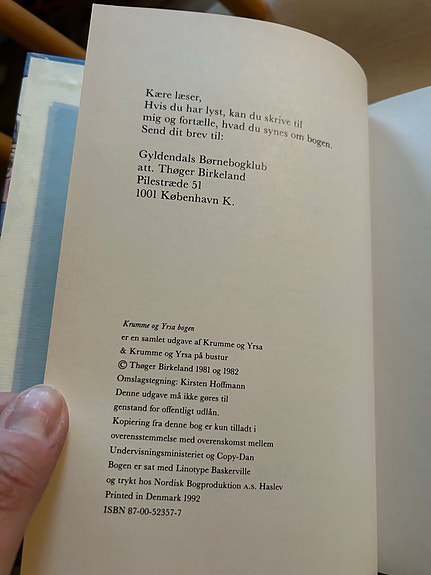 Kære læser,
Hvis du har lyst, kan du skrive til
mig og fortælle, hvad du synes om bogen.
Send dit brev til:
Gyldendals Børnebogklub
att. Thøger Birkeland
Pilestræde 51
1001 København K.
Krumme og Yrsa bogen
er en samlet udgave af Krumme og Yrsa
& Krumme og Yrsa på bustur
© Thøger Birkeland 1981 og 1982
Omslagstegning: Kirsten Hoffmann
Denne udgave må ikke gøres til
genstand for offentligt udlån.
Kopiering fra denne bog er kun tilladt i
overensstemmelse med overenskomst mellem
Undervisningsministeriet og Copy-Dan
Bogen er sat med Linotype Baskerville
og trykt hos Nordisk Bogproduktion A.S. Haslev
Printed in Denmark 1992
ISBN 87-00-52357-7